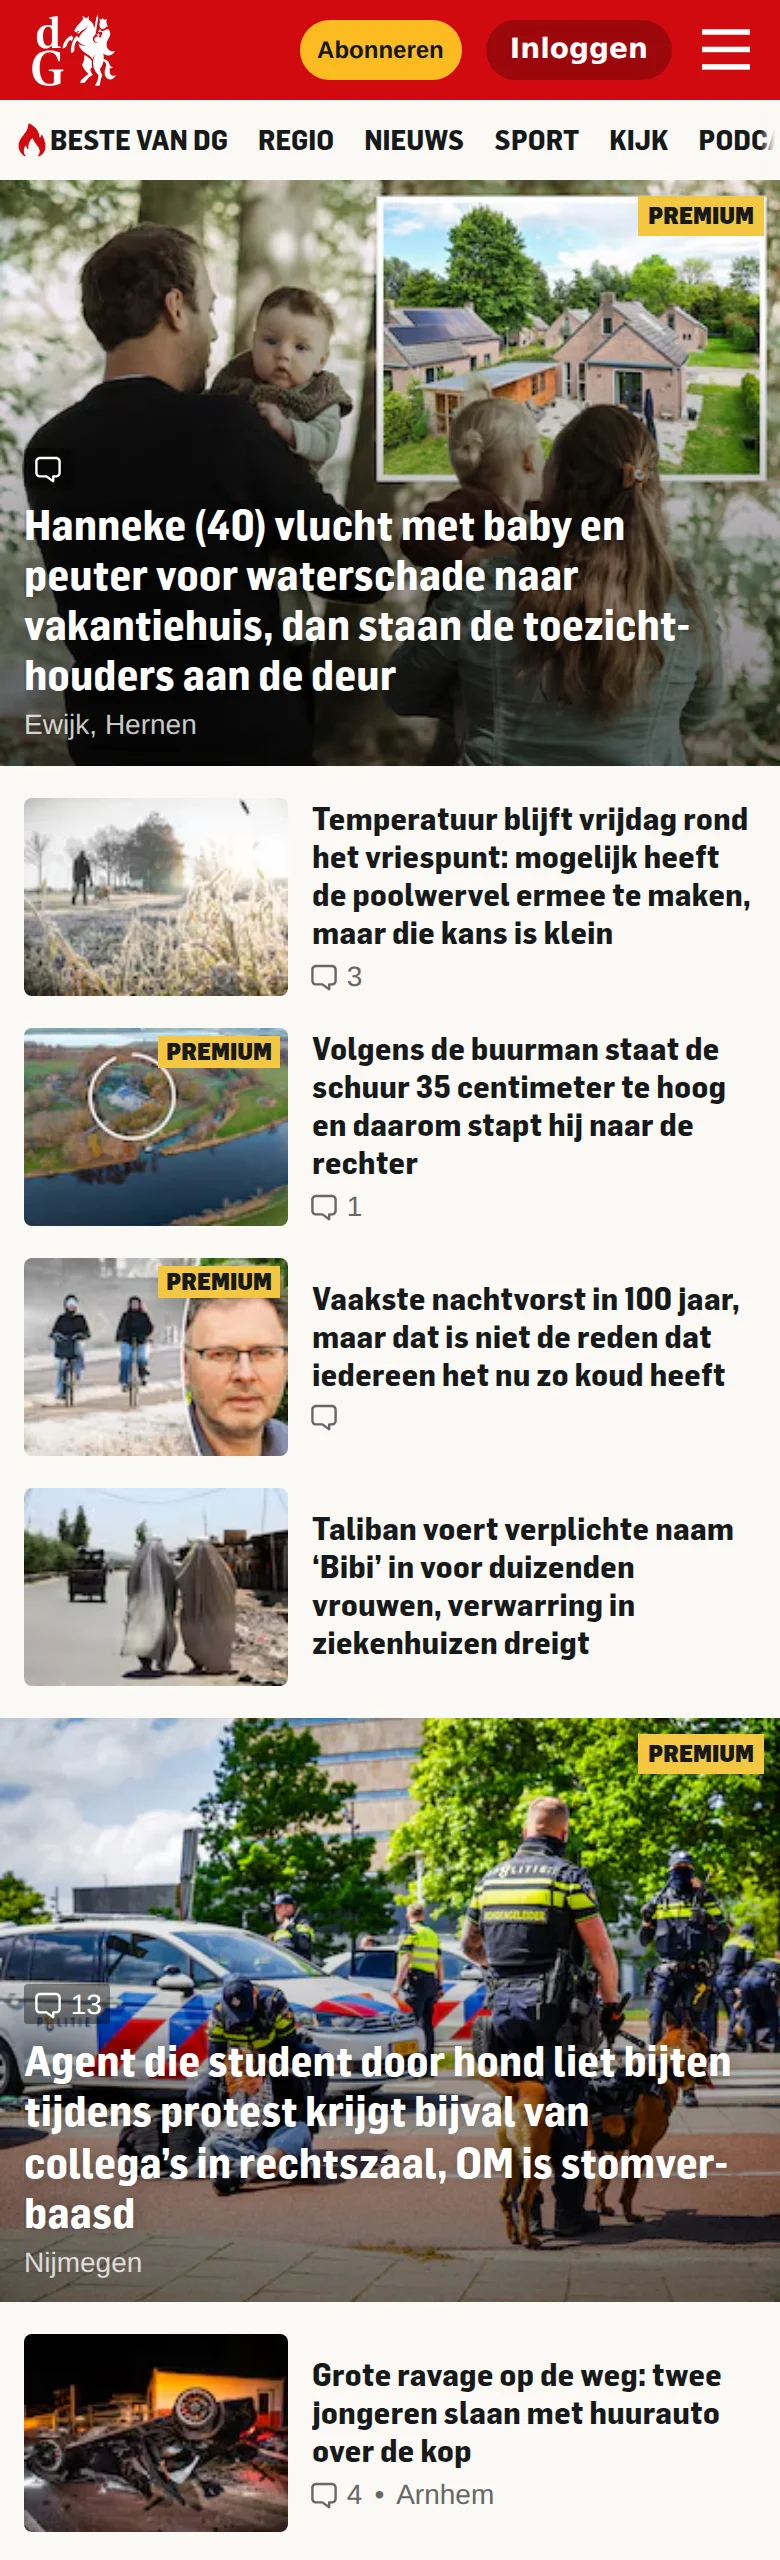 dG
Abonneren
Inloggen
BESTE VAN DG REGIO NIEUWS SPORT KIJK PODCA
PREMIUM
Hanneke (40) vlucht met baby en
peuter voor waterschade naar
vakantiehuis, dan staan de toezicht-
houders aan de deur
Ewijk, Hernen
Temperatuur blijft vrijdag rond
het vriespunt: mogelijk heeft
de poolwervel ermee te maken,
maar die kans is klein
3
PREMIUM
Volgens de buurman staat de
schuur 35 centimeter te hoog
en daarom stapt hij naar de
rechter
1
PREMIUM
Vaakste nachtvorst in 100 jaar,
maar dat is niet de reden dat
iedereen het nu zo koud heeft
Taliban voert verplichte naam
‘Bibi’ in voor duizenden
vrouwen, verwarring in
ziekenhuizen dreigt
PREMIUM
POLITIE
HONDENGELEIDER
13
POLITIE
Agent die student door hond liet bijten
tijdens protest krijgt bijval van
collega’s in rechtszaal, OM is stomver-
baasd
Nijmegen
Grote ravage op de weg: twee
jongeren slaan met huurauto
over de kop
4 • Arnhem